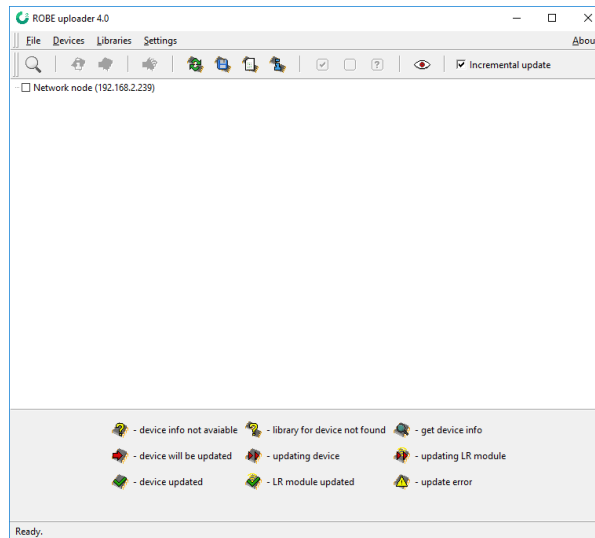 ROBE uploader 4.0
File Devices Libraries Settings Abou
Incremental update
Network node (192.168.2.239)
- device info not avaiable - library for device not found - get device info
- device will be updated - updating device - updating LR module
- device updated - LR module updated - update error
Ready.